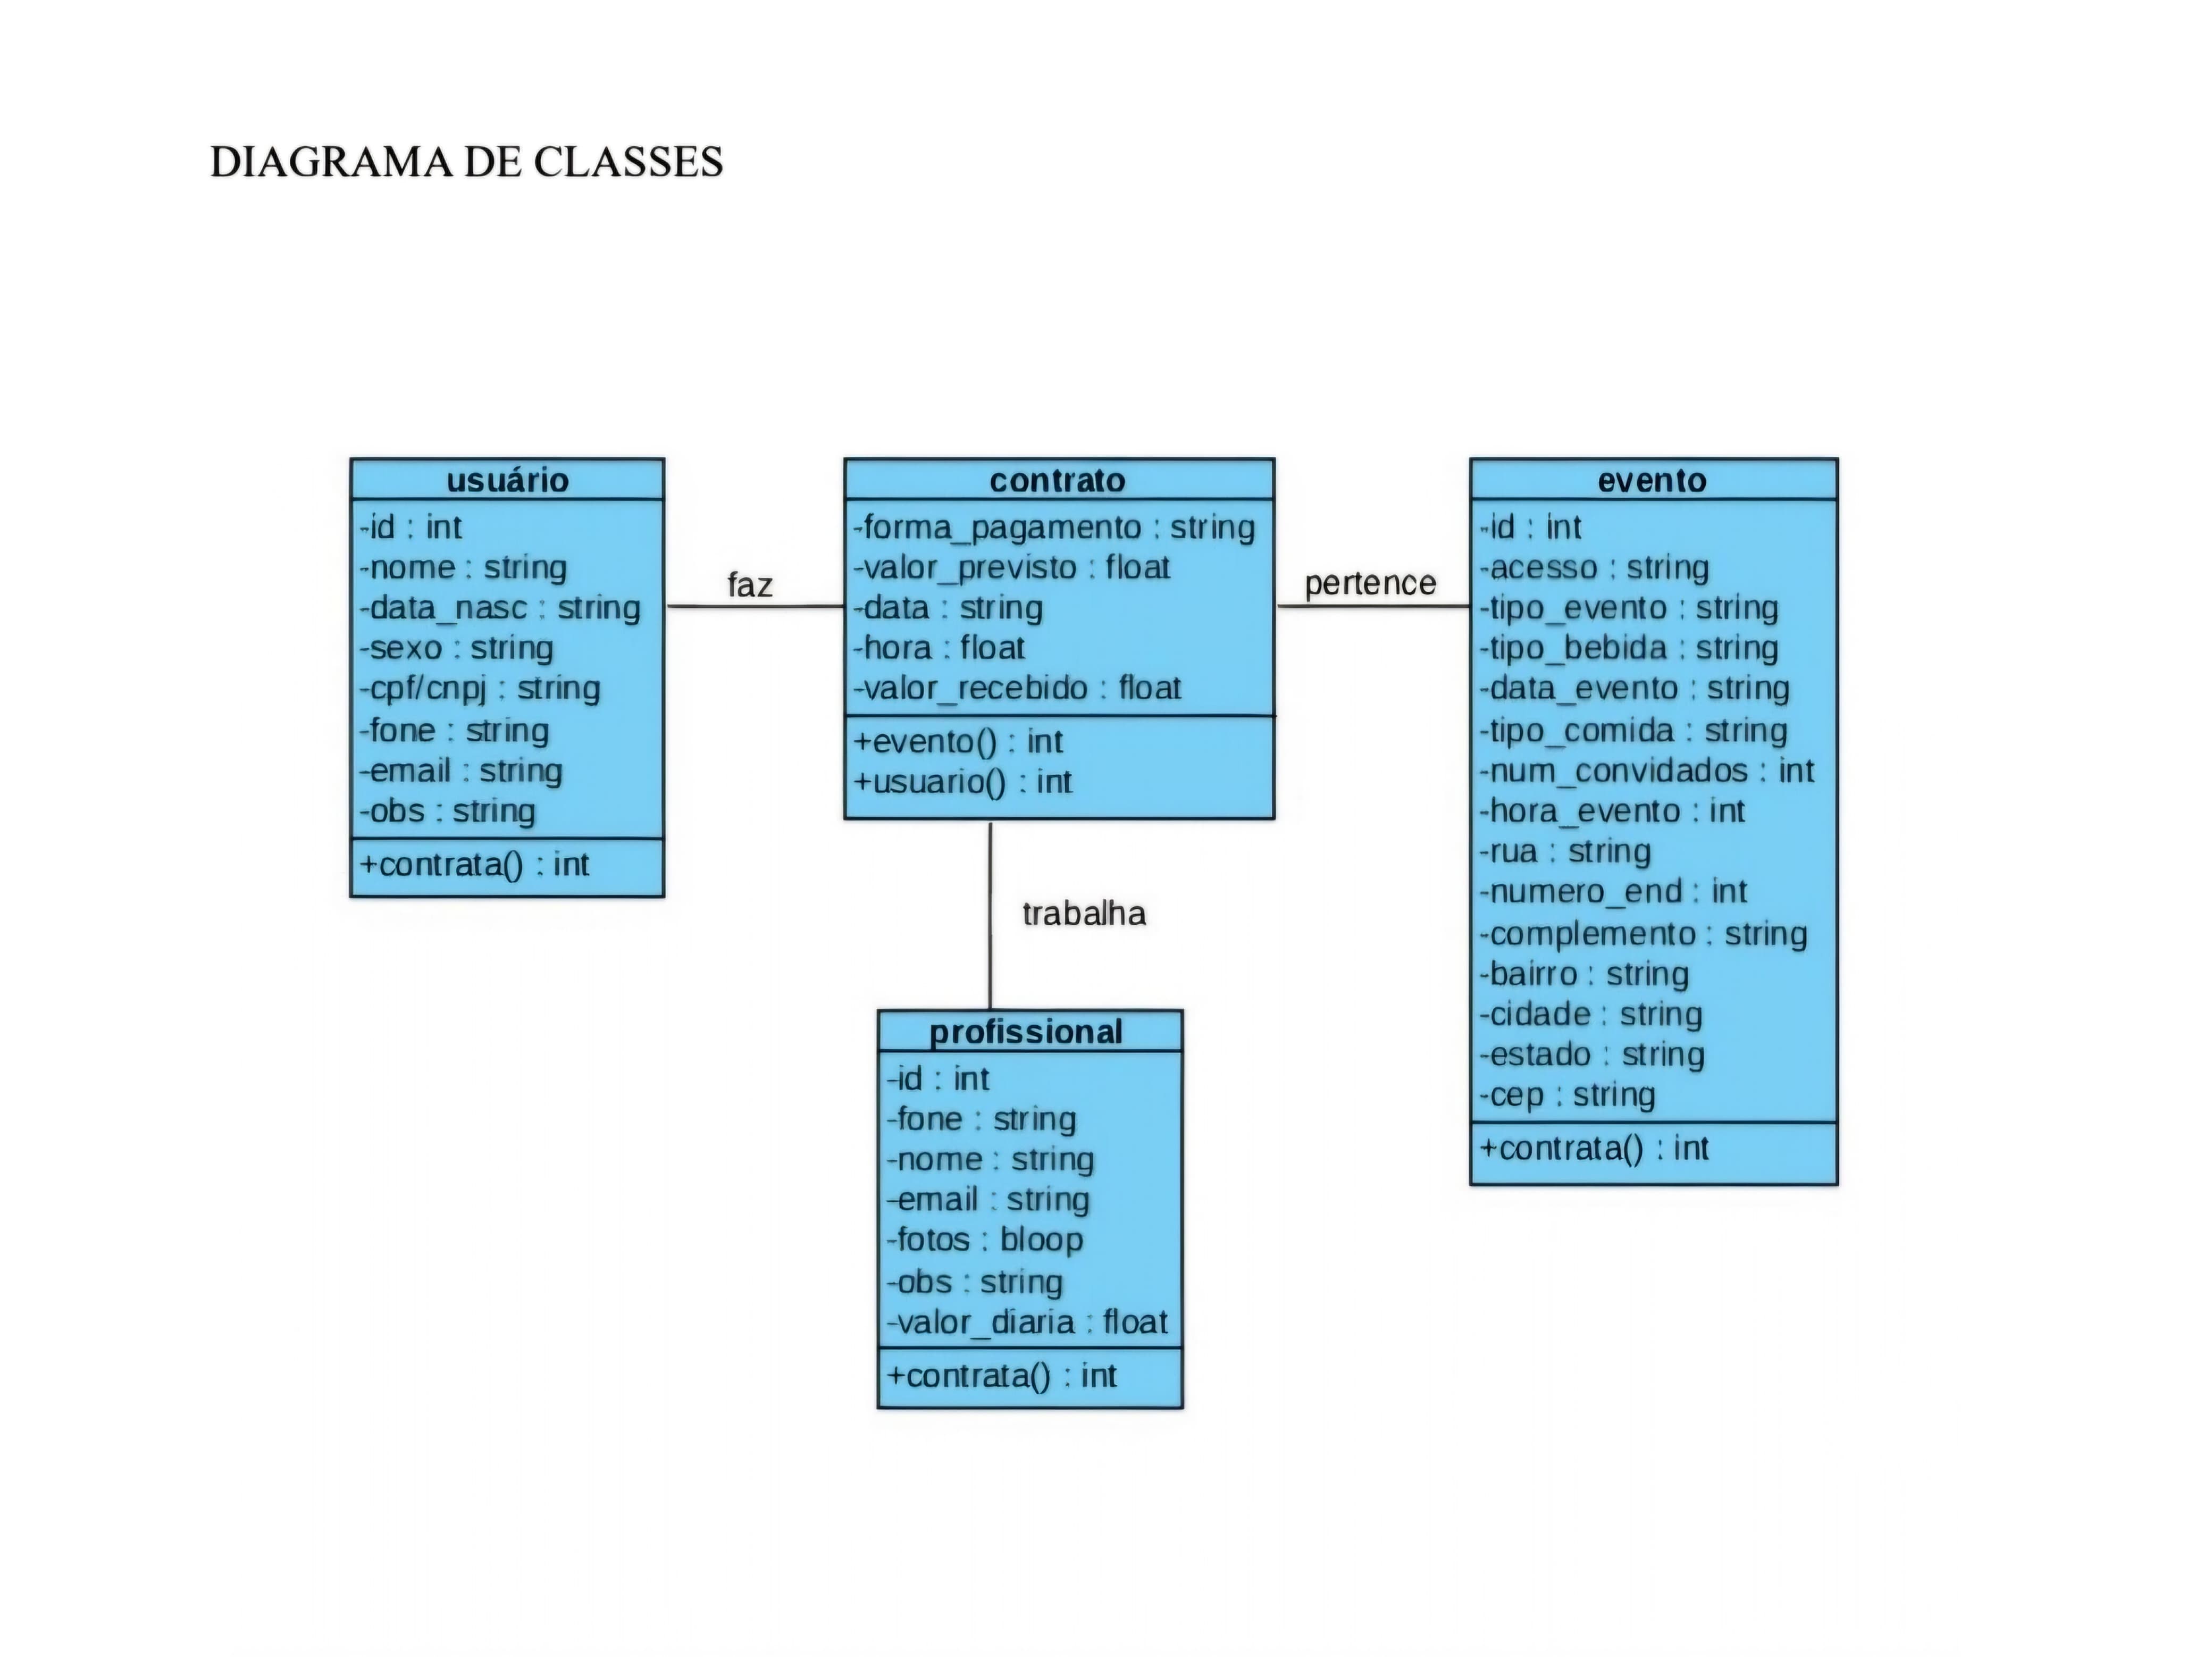 DIAGRAMA DE CLASSES
usuário
-id : int
-nome : string
-data_nasc : string
-sexo : string
-cpf/cnpj : string
-fone : string
-email : string
-obs : string
+contrata() : int
faz
contrato
-forma_pagamento : string
-valor_previsto : float
-data : string
-hora : float
-valor_recebido : float
+evento() : int
+usuario() : int
pertence
evento
-id : int
-acesso : string
-tipo_evento : string
-tipo_bebida : string
-data_evento : string
-tipo_comida : string
-num_convidados : int
-hora_evento : int
-rua : string
-numero_end : int
-complemento : string
-bairro : string
-cidade : string
-estado : string
-cep : string
+contrata() : int
trabalha
profissional
-id : int
-fone : string
-nome : string
-email : string
-fotos : bloop
-obs : string
-valor_diaria : float
+contrata() : int